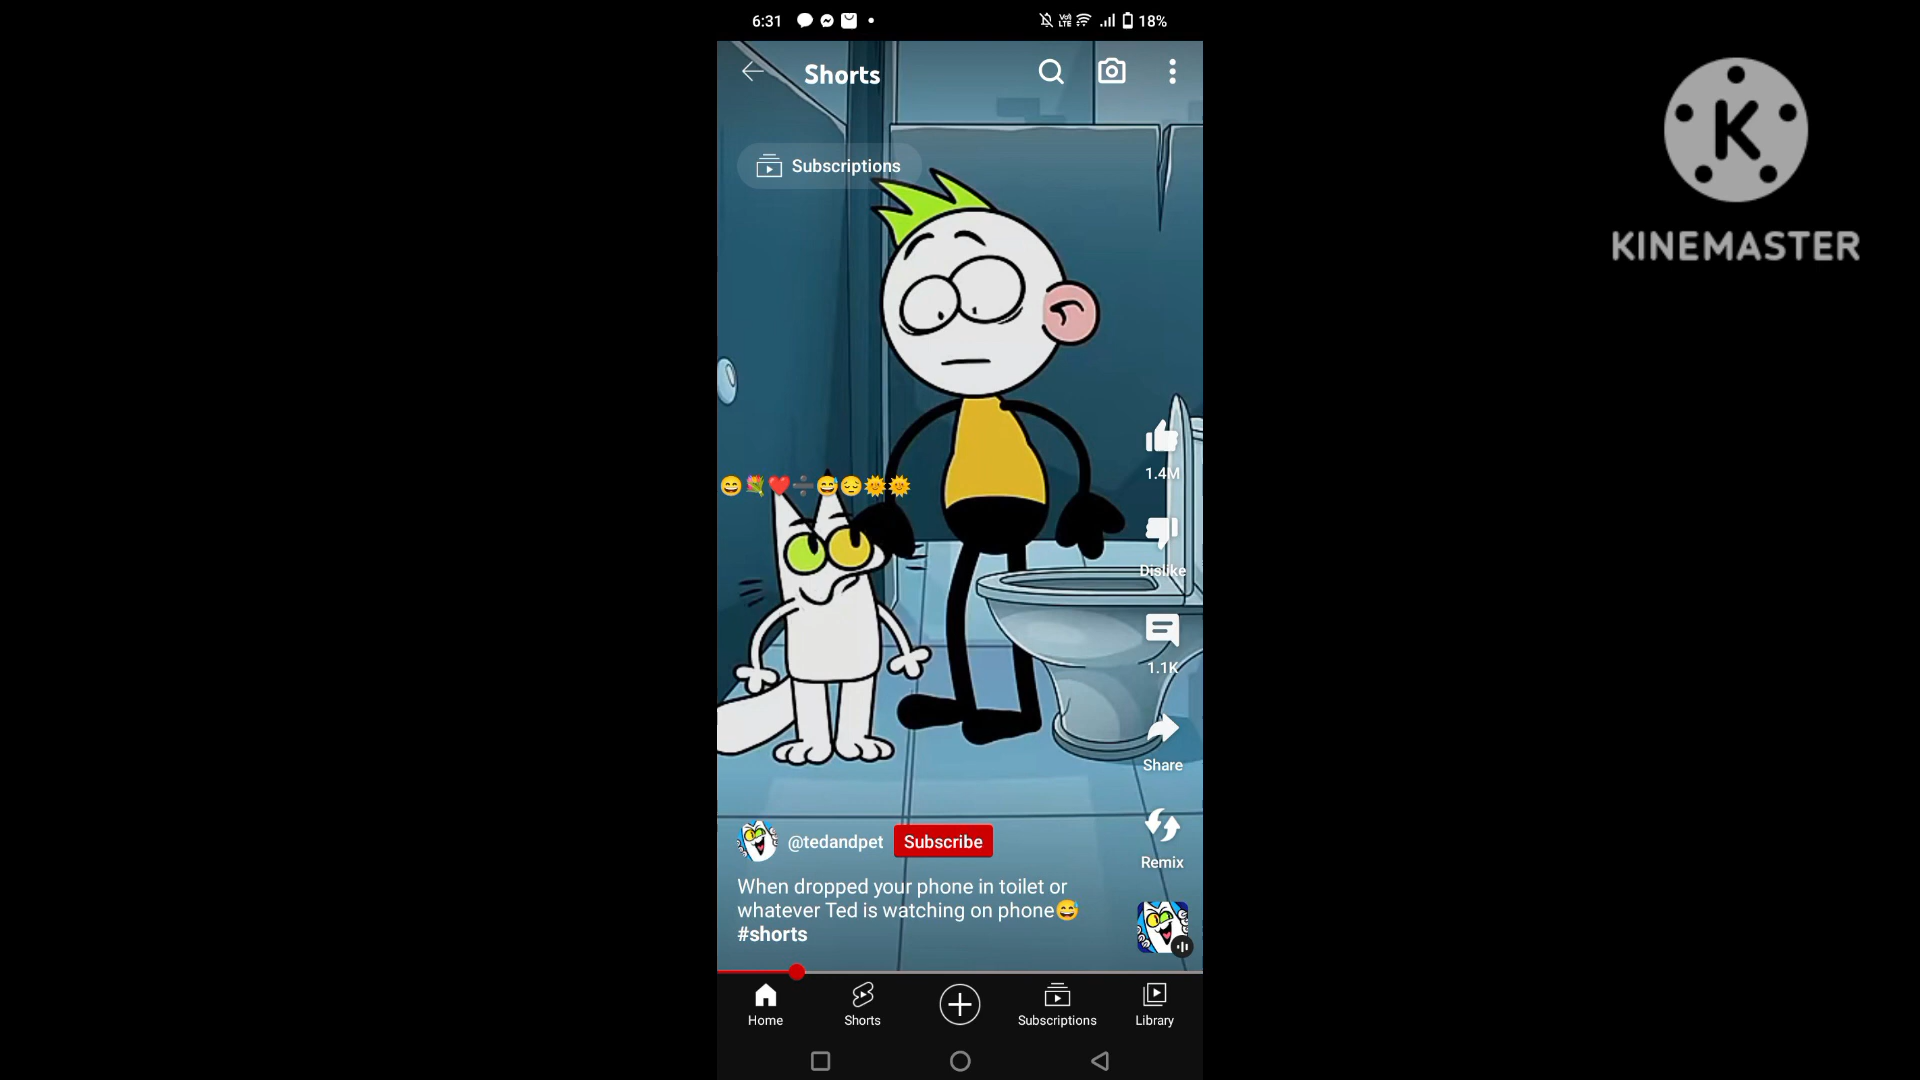 6:31 18%
Shorts
Subscriptions
K
KINEMASTER
😄💐❤️➗😅😔🌞🌞
1.4M
Dislike
1.1K
Share
Remix
@tedandpet Subscribe
When dropped your phone in toilet or
whatever Ted is watching on phone😅
#shorts
Home Shorts Subscriptions Library